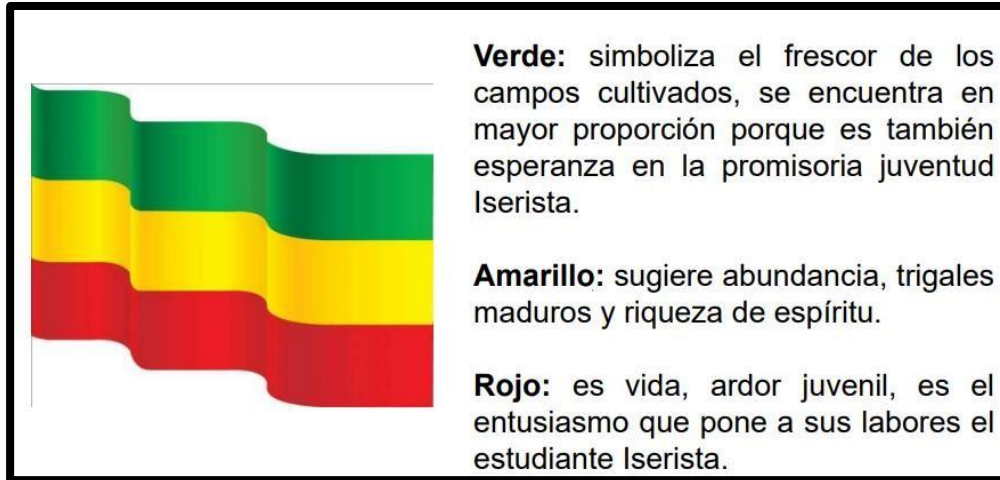 Verde: simboliza el frescor de los
campos cultivados, se encuentra en
mayor proporción porque es también
esperanza en la promisoria juventud
Iserista.
Amarillo: sugiere abundancia, trigales
maduros y riqueza de espíritu.
Rojo: es vida, ardor juvenil, es el
entusiasmo que pone a sus labores el
estudiante Iserista.